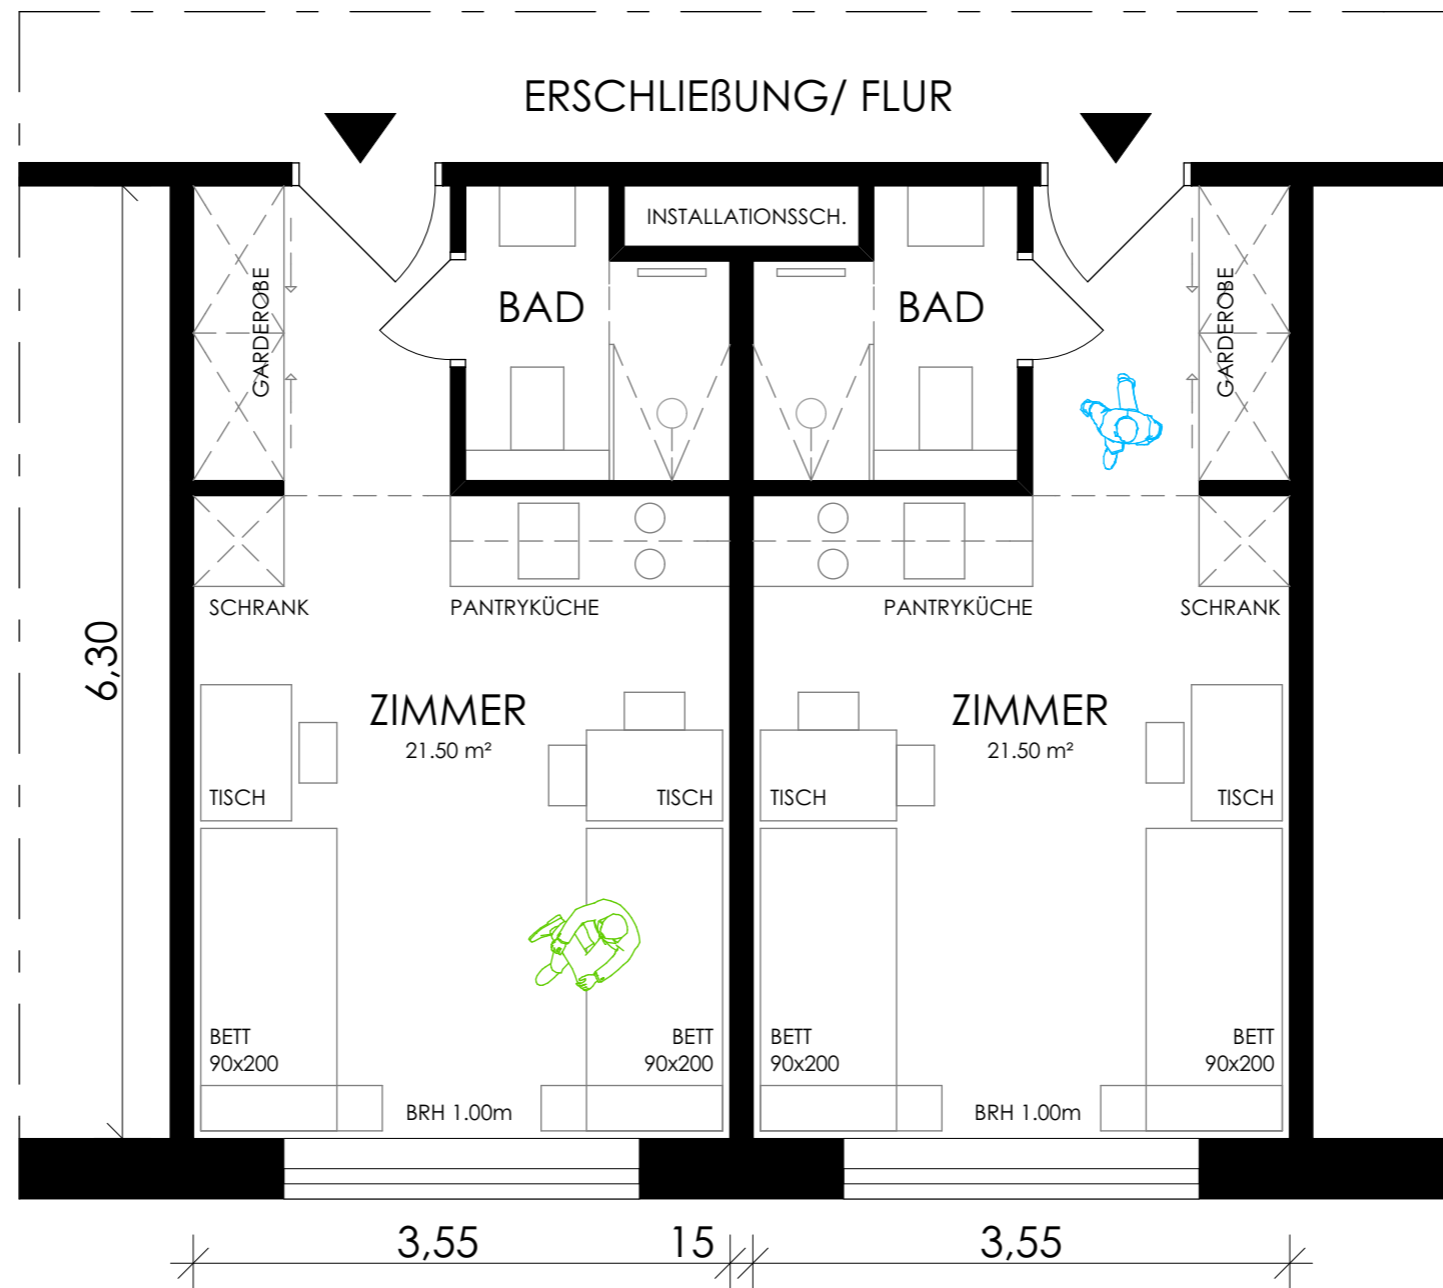 ERSCHLIEßUNG/ FLUR
INSTALLATIONSSCH.
GARDEROBE
BAD
BAD
GARDEROBE
SCHRANK
PANTRYKÜCHE
PANTRYKÜCHE
SCHRANK
6,30
ZIMMER
21.50 m²
ZIMMER
21.50 m²
TISCH
TISCH
TISCH
TISCH
BETT
90x200
BETT
90x200
BETT
90x200
BETT
90x200
BRH 1.00m
BRH 1.00m
3,55
15
3,55